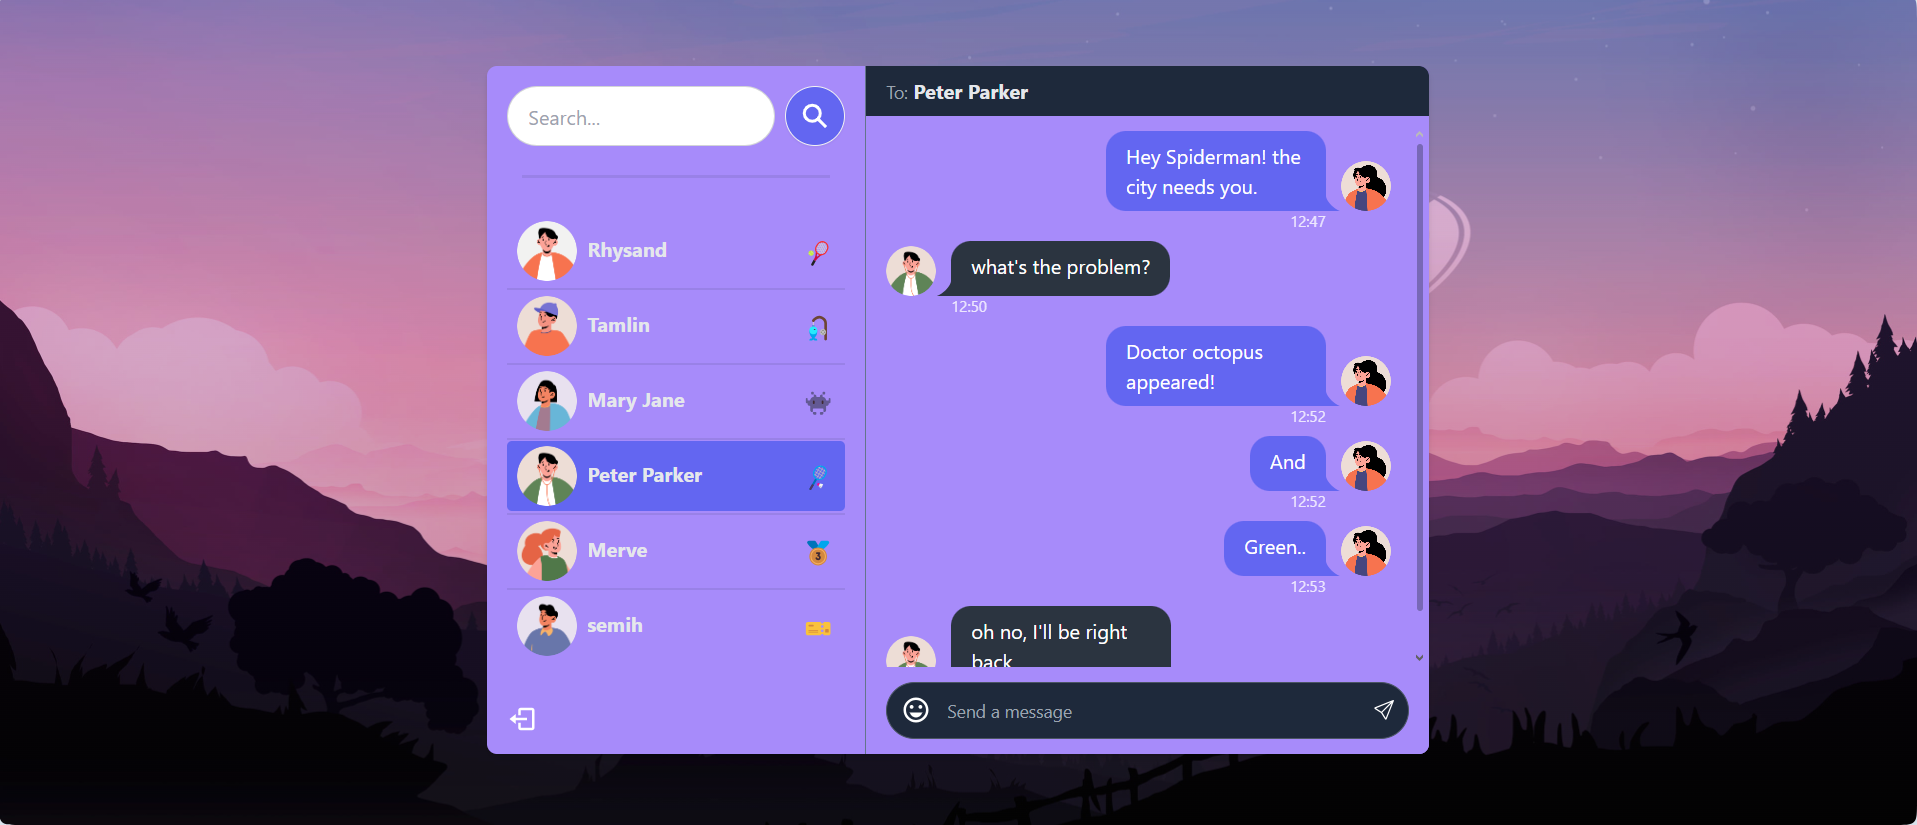 Search...
Rhysand
Tamlin
Mary Jane
Peter Parker
Merve
3
semih
To: Peter Parker
Hey Spiderman! the
city needs you.
12:47
what's the problem?
12:50
Doctor octopus
appeared!
12:52
And
12:52
Green..
12:53
oh no, I'll be right
back
Send a message